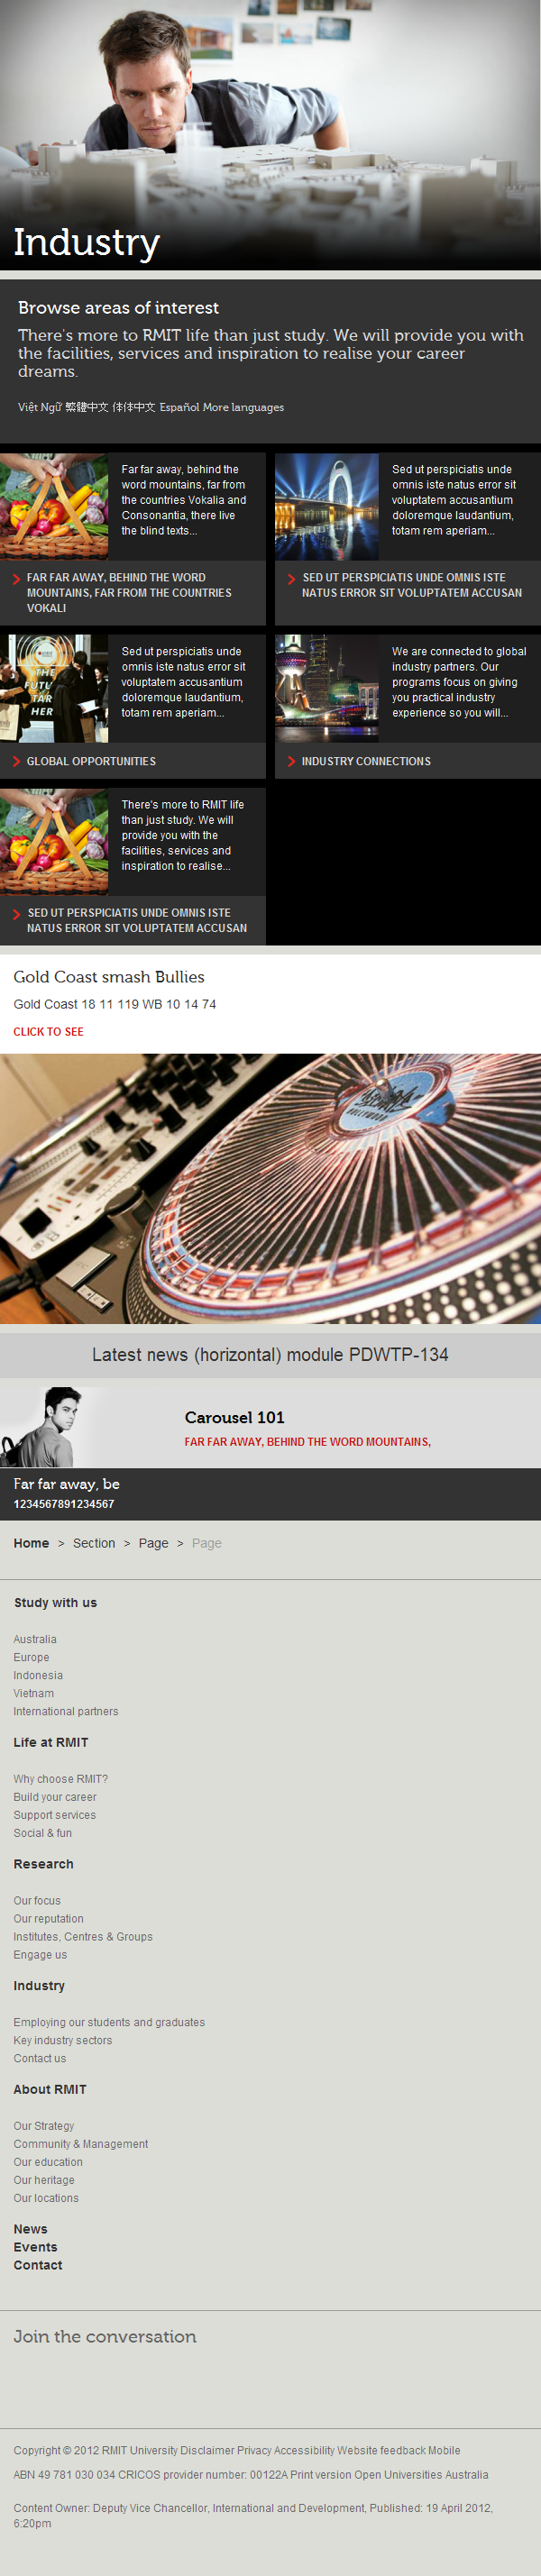 Industry
Browse areas of interest
There's more to RMIT life than just study. We will provide you with
the facilities, services and inspiration to realise your career
dreams.
Việt Ngữ 繁體中文 Español More languages
Far far away, behind the
word mountains, far from
the countries Vokalia and
Consonantia, there live
the blind texts...
FAR FAR AWAY, BEHIND THE WORD
MOUNTAINS, FAR FROM THE COUNTRIES
VOKALI
Sed ut perspiciatis unde
omnis iste natus error sit
voluptatem accusantium
doloremque laudantium,
totam rem aperiam...
SED UT PERSPICIATIS UNDE OMNIS ISTE
NATUS ERROR SIT VOLUPTATEM ACCUSAN
THE
HER
Sed ut perspiciatis unde
omnis iste natus error sit
voluptatem accusantium
doloremque laudantium,
totam rem aperiam...
GLOBAL OPPORTUNITIES
We are connected to global
industry partners. Our
programs focus on giving
you practical industry
experience so you will...
INDUSTRY CONNECTIONS
There's more to RMIT life
than just study. We will
provide you with the
facilities, services and
inspiration to realise...
SED UT PERSPICIATIS UNDE OMNIS ISTE
NATUS ERROR SIT VOLUPTATEM ACCUSAN
Gold Coast smash Bullies
Gold Coast 18 11 119 WB 10 14 74
CLICK TO SEE
Latest news (horizontal) module PDWTP-134
Carousel 101
FAR FAR AWAY, BEHIND THE WORD MOUNTAINS,
Far far away, be
1234567891234567
Home > Section > Page > Page
Study with us
Australia
Europe
Indonesia
Vietnam
International partners
Life at RMIT
Why choose RMIT?
Build your career
Support services
Social & fun
Research
Our focus
Our reputation
Institutes, Centres & Groups
Engage us
Industry
Employing our students and graduates
Key industry sectors
Contact us
About RMIT
Our Strategy
Community & Management
Our education
Our heritage
Our locations
News
Events
Contact
Join the conversation
Copyright © 2012 RMIT University Disclaimer Privacy Accessibility Website feedback Mobile
ABN 49 781 030 034 CRICOS provider number: 00122A Print version Open Universities Australia
Content Owner: Deputy Vice Chancellor, International and Development, Published: 19 April 2012,
6:20pm